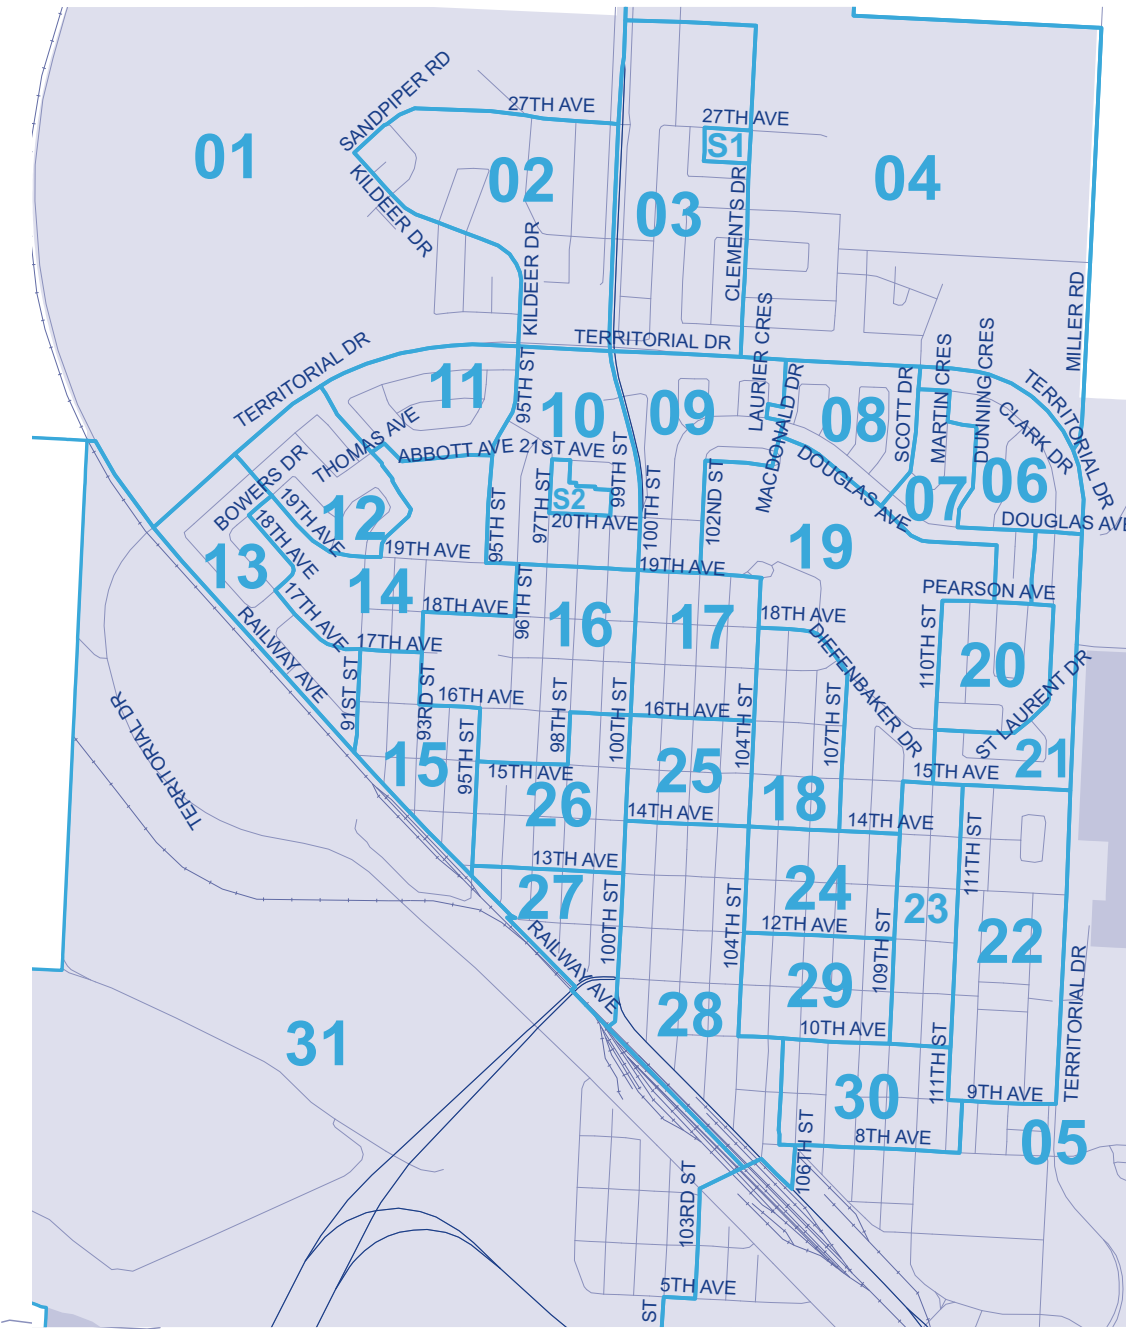 SANDPIPER RD
27TH AVE
27TH AVE
S1
01
02
03
04
KILDEER DR
KILDEER DR
CLEMENTS DR
MILLER RD
TERRITORIAL DR
TERRITORIAL DR
LAURIER CRES
MARTIN CRES
DUNNING CRES
TERRITORIAL DR
11
95TH ST
10
09
MACDONALD DR
08
SCOTT DR
CLARK DR
THOMAS AVE
ABBOTT AVE
21ST AVE
99TH ST
BOWERS DR
DOUGLAS AVE
06
07
19TH AVE
12
97TH ST
S2
100TH ST
102ND ST
18TH AVE
95TH ST
20TH AVE
DOUGLAS AVE
13
19TH AVE
19TH AVE
19
14
17TH AVE
18TH AVE
96TH ST
16
17
18TH AVE
PEARSON AVE
RAILWAY AVE
17TH AVE
DIEFENBAKER DR
110TH ST
20
91ST ST
93RD ST
16TH AVE
98TH ST
100TH ST
16TH AVE
104TH ST
107TH ST
ST LAURENT DR
TERRITORIAL DR
15
95TH ST
15TH AVE
25
15TH AVE
21
26
14TH AVE
18
14TH AVE
111TH ST
13TH AVE
27
24
23
100TH ST
104TH ST
12TH AVE
109TH ST
22
RAILWAY AVE
29
TERRITORIAL DR
31
28
10TH AVE
111TH ST
30
9TH AVE
106TH ST
8TH AVE
05
103RD ST
5TH AVE
ST